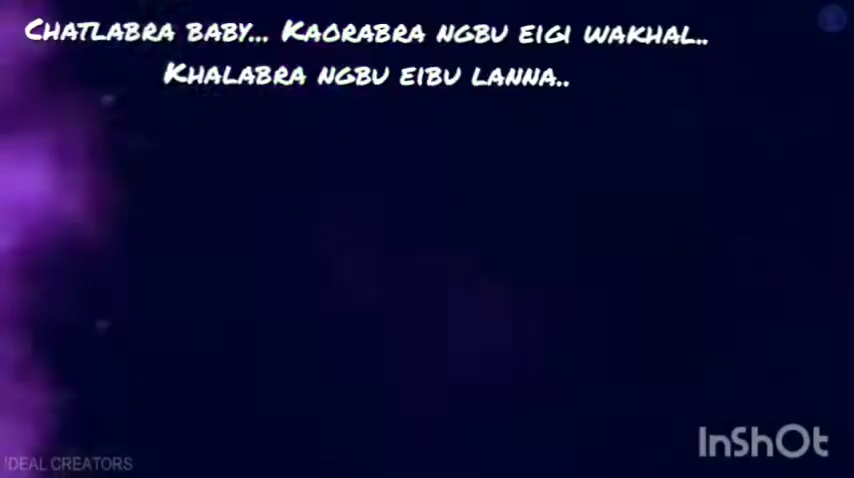 Chatlabra baby... Kaorabra ngbu eigi wakhal..
Khalabra ngbu eibu lanna..
InShOt
IDEAL CREATORS